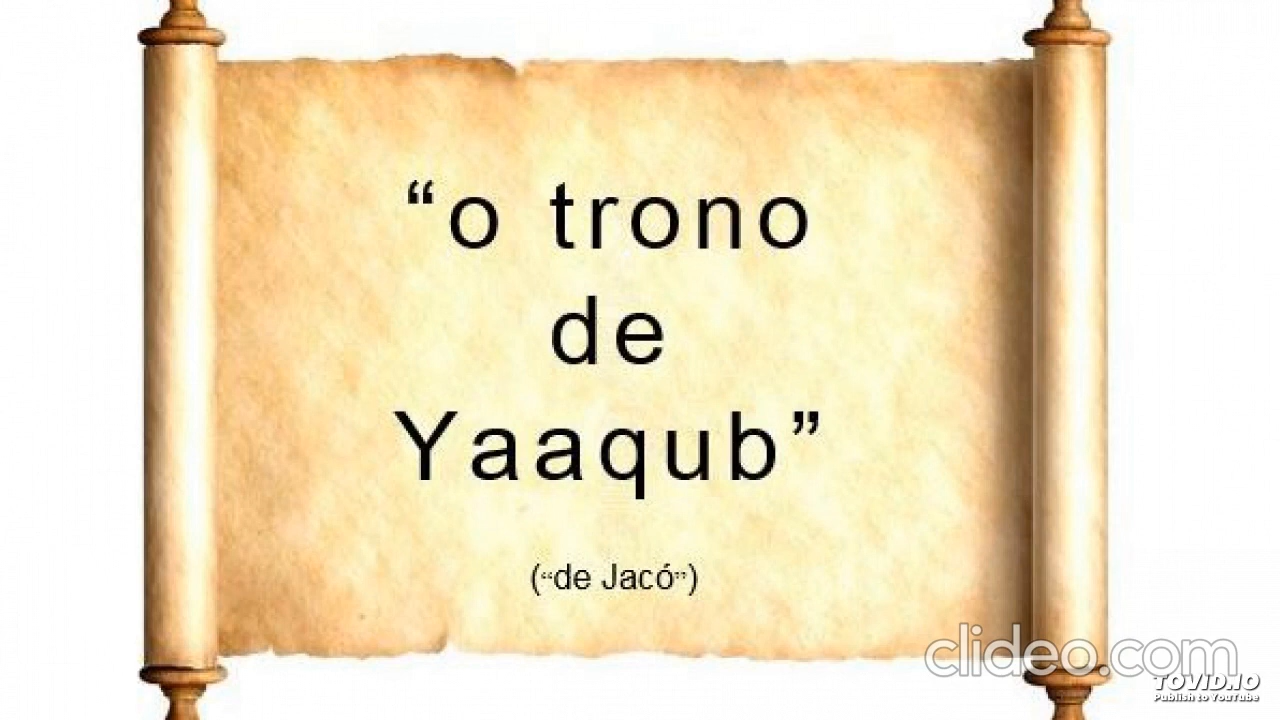 “o trono
de
Yaaqub”
(“de Jacó”)
clideo.com
TOVID.IO
Publish to YouTube